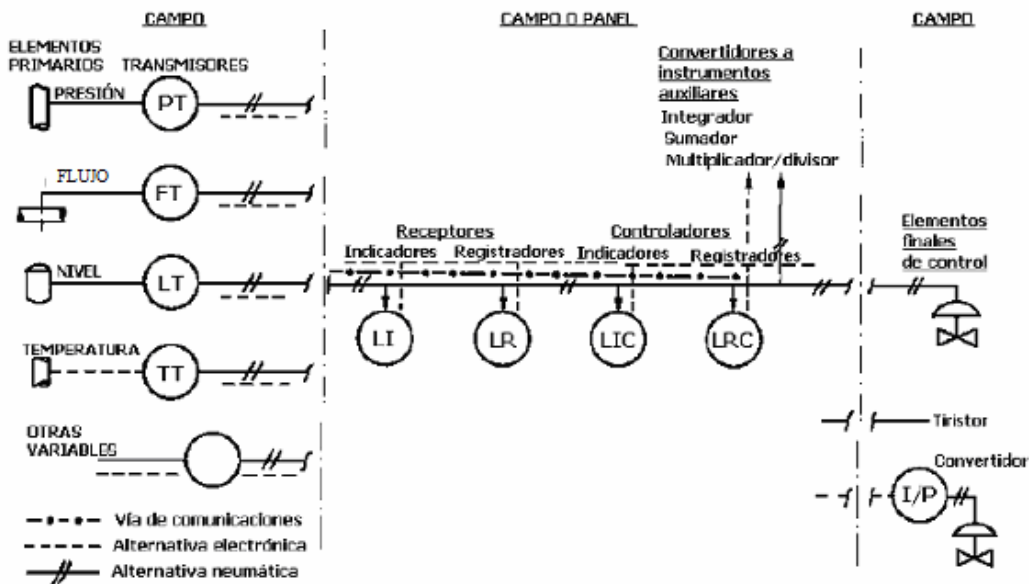 CAMPO
CAMPO O PANEL
CAMPO
ELEMENTOS
PRIMARIOS
TRANSMISORES
PRESIÓN
PT
FLUJO
FT
NIVEL
LT
TEMPERATURA
TT
OTRAS
VARIABLES
Vía de comunicaciones
Alternativa electrónica
Alternativa neumática
Convertidores a
instrumentos
auxiliares
Integrador
Sumador
Multiplicador/divisor
Receptores
Controladores
Indicadores
Registradores
Indicadores
Registradores
LI
LR
LIC
LRC
Elementos
finales
de control
Tiristor
Convertidor
I/P